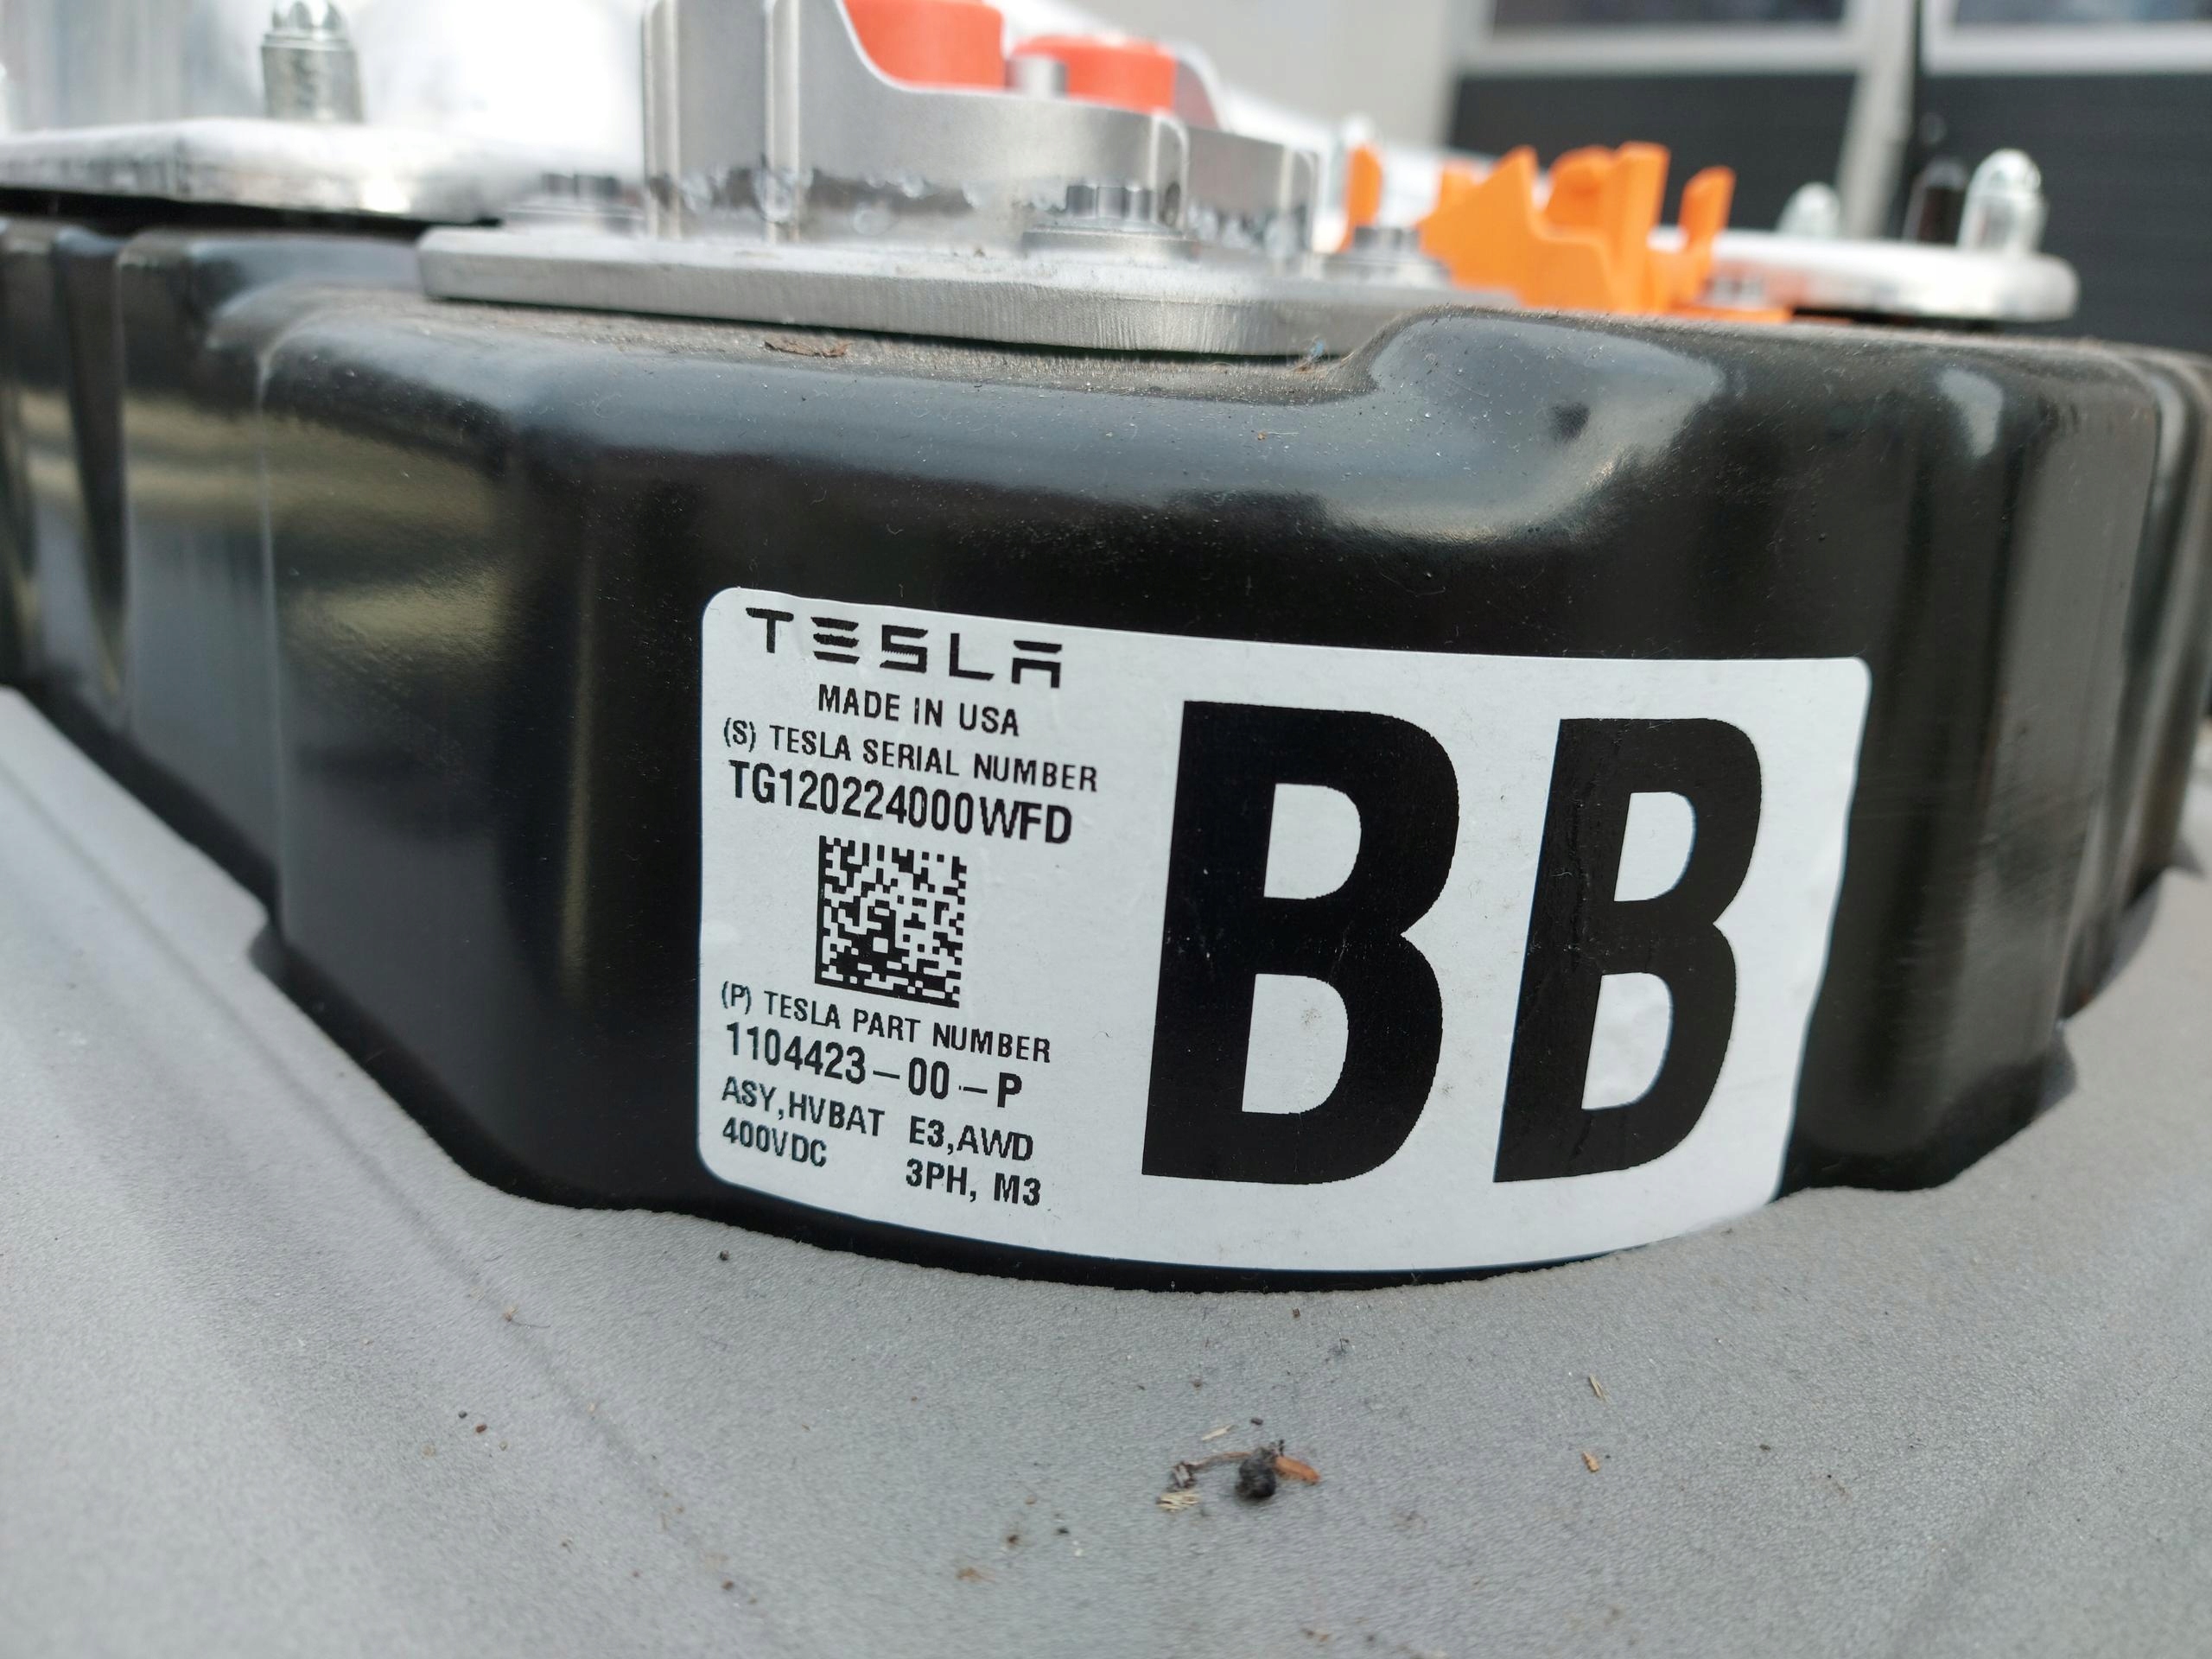 TESLA
MADE IN USA
(S) TESLA SERIAL NUMBER
TG120224000WFD
(P) TESLA PART NUMBER
1104423-00-P
ASY,HVBAT E3,AWD
400VDC 3PH, M3
BB